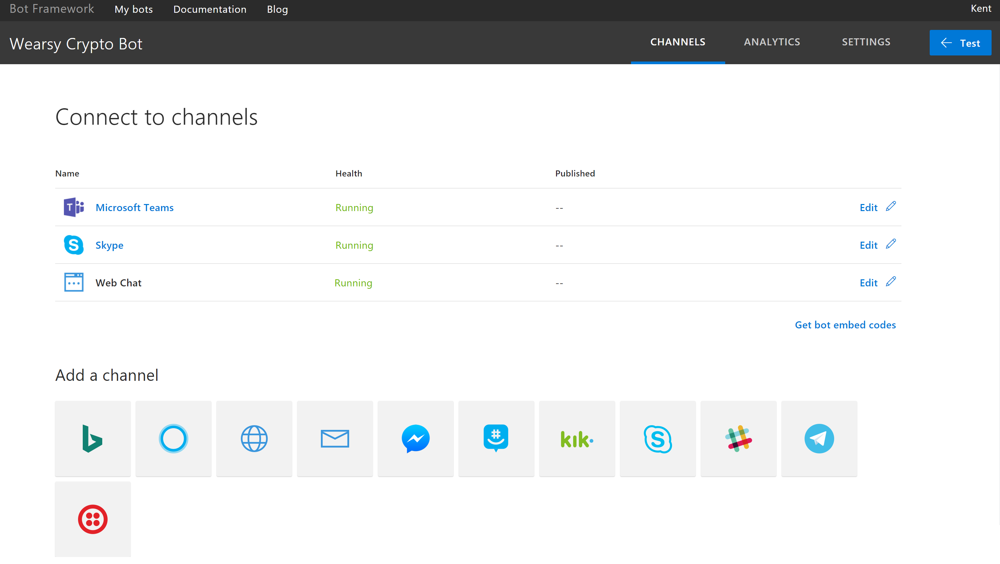 Bot Framework My bots Documentation Blog Kent
Wearsy Crypto Bot CHANNELS ANALYTICS SETTINGS Test
Connect to channels
Name Health Published
Microsoft Teams Running -- Edit
Skype Running -- Edit
Web Chat Running -- Edit
Get bot embed codes
Add a channel
kik.